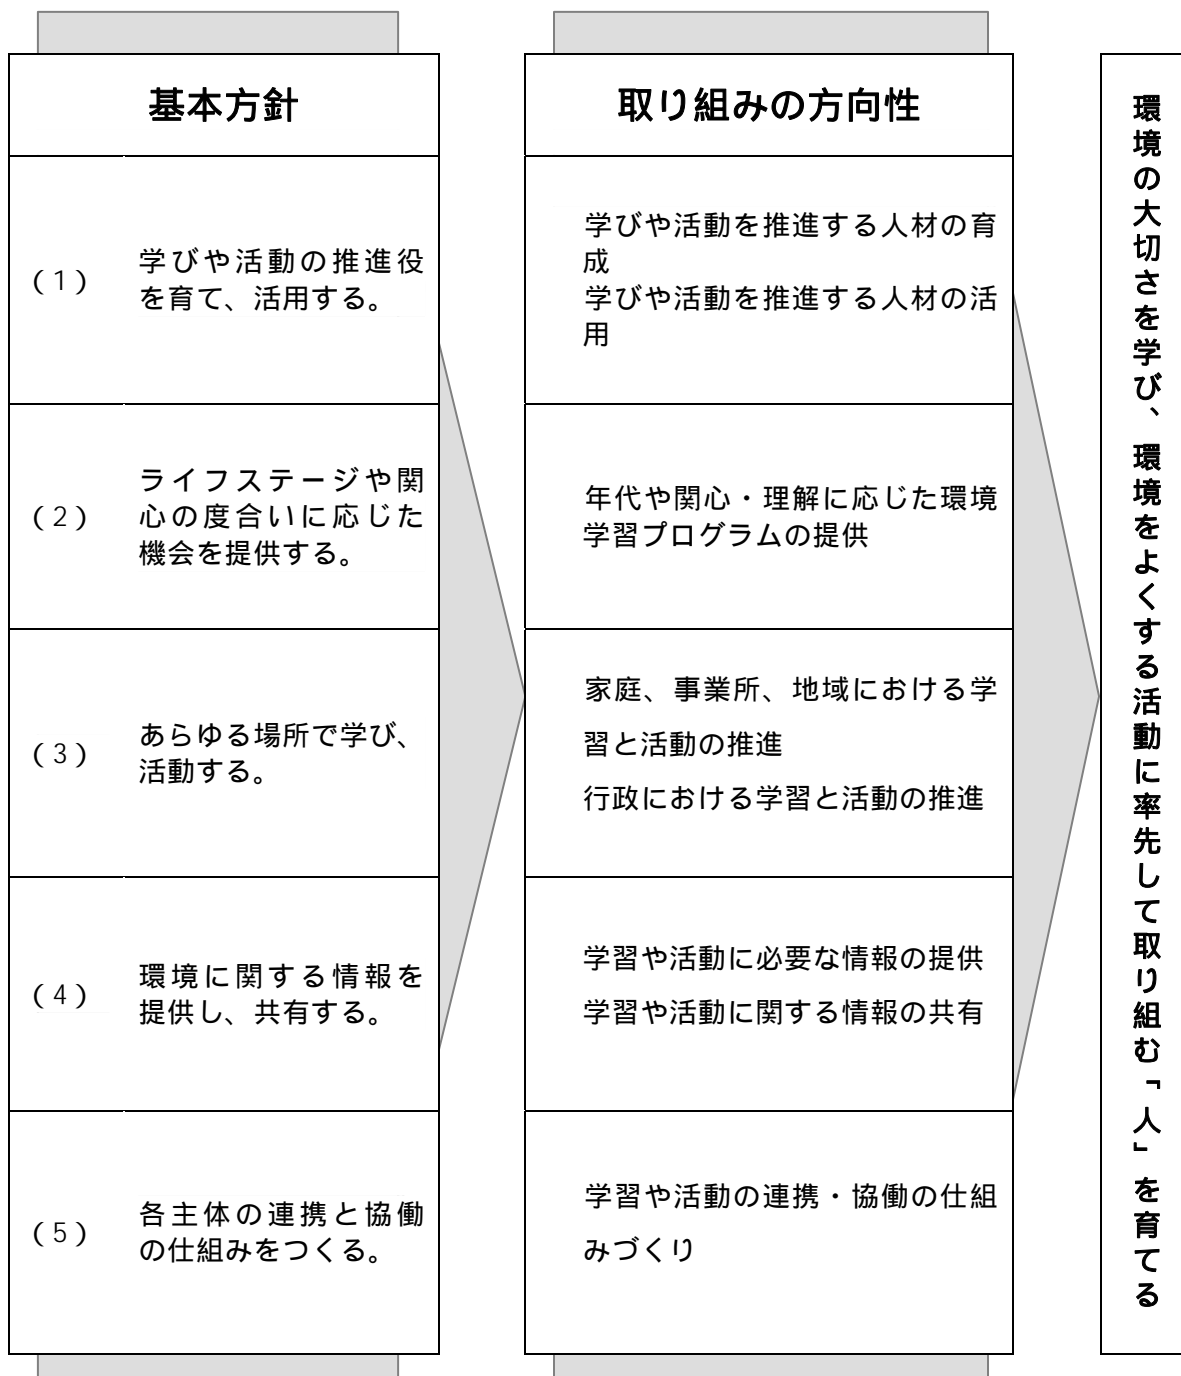 基本方針
(1)
学びや活動の推進役
を育て、活用する。
(2)
ライフステージや関
心の度合いに応じた
機会を提供する。
(3)
あらゆる場所で学び、
活動する。
(4)
環境に関する情報を
提供し、共有する。
(5)
各主体の連携と協働
の仕組みをつくる。
取り組みの方向性
学びや活動を推進する人材の育
成
学びや活動を推進する人材の活
用
年代や関心・理解に応じた環境
学習プログラムの提供
家庭、事業所、地域における学
習と活動の推進
行政における学習と活動の推進
学習や活動に必要な情報の提供
学習や活動に関する情報の共有
学習や活動の連携・協働の仕組
みづくり
環境の大切さを学び、環境をよくする活動に率先して取り組む「人」を育てる